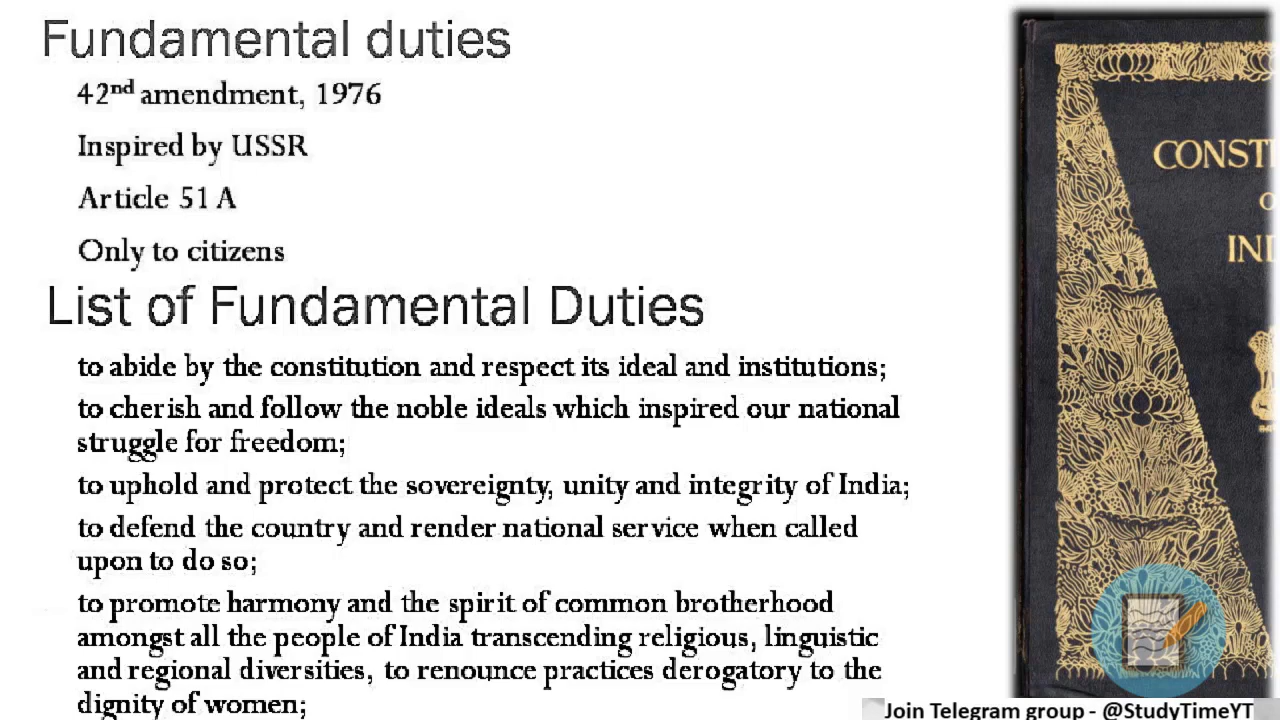 Fundamental duties
42nd amendment, 1976
Inspired by USSR
Article 51 A
Only to citizens
List of Fundamental Duties
to abide by the constitution and respect its ideal and institutions;
to cherish and follow the noble ideals which inspired our national
struggle for freedom;
to uphold and protect the sovereignty, unity and integrity of India;
to defend the country and render national service when called
upon to do so;
to promote harmony and the spirit of common brotherhood
amongst all the people of India transcending religious, linguistic
and regional diversities, to renounce practices derogatory to the
dignity of women;
CONSTI
O
INI
Join Telegram group - @StudyTimeYT